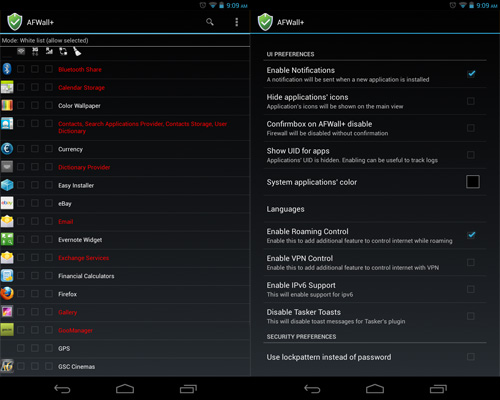 9:09 AM
AFWall+
Mode: White list (allow selected)
Bluetooth Share
Calendar Storage
Color Wallpaper
Contacts, Search Applications Provider, Contacts Storage, User
Dictionary
Currency
Dictionary Provider
Easy Installer
eBay
Email
Evernote Widget
Exchange Services
Financial Calculators
Firefox
Gallery
GooManager
GPS
GSC Cinemas
9:09 AM
AFWall+
UI PREFERENCES
Enable Notifications
A notification will be sent when a new application is installed
Hide applications' icons
Application's icons will be shown on the main view
Confirmbox on AFWall+ disable
Firewall will be disabled without confirmation
Show UID for apps
Applications' UID is hidden. Enabling can be useful to track logs
System applications' color
Languages
Enable Roaming Control
Enable this to add additional feature to control internet while roaming
Enable VPN Control
Enable this to add additional feature to control internet with VPN
Enable IPv6 Support
This will enable support for ipv6
Disable Tasker Toasts
This will disable toast messages for Tasker's plugin
SECURITY PREFERENCES
Use lockpattern instead of password